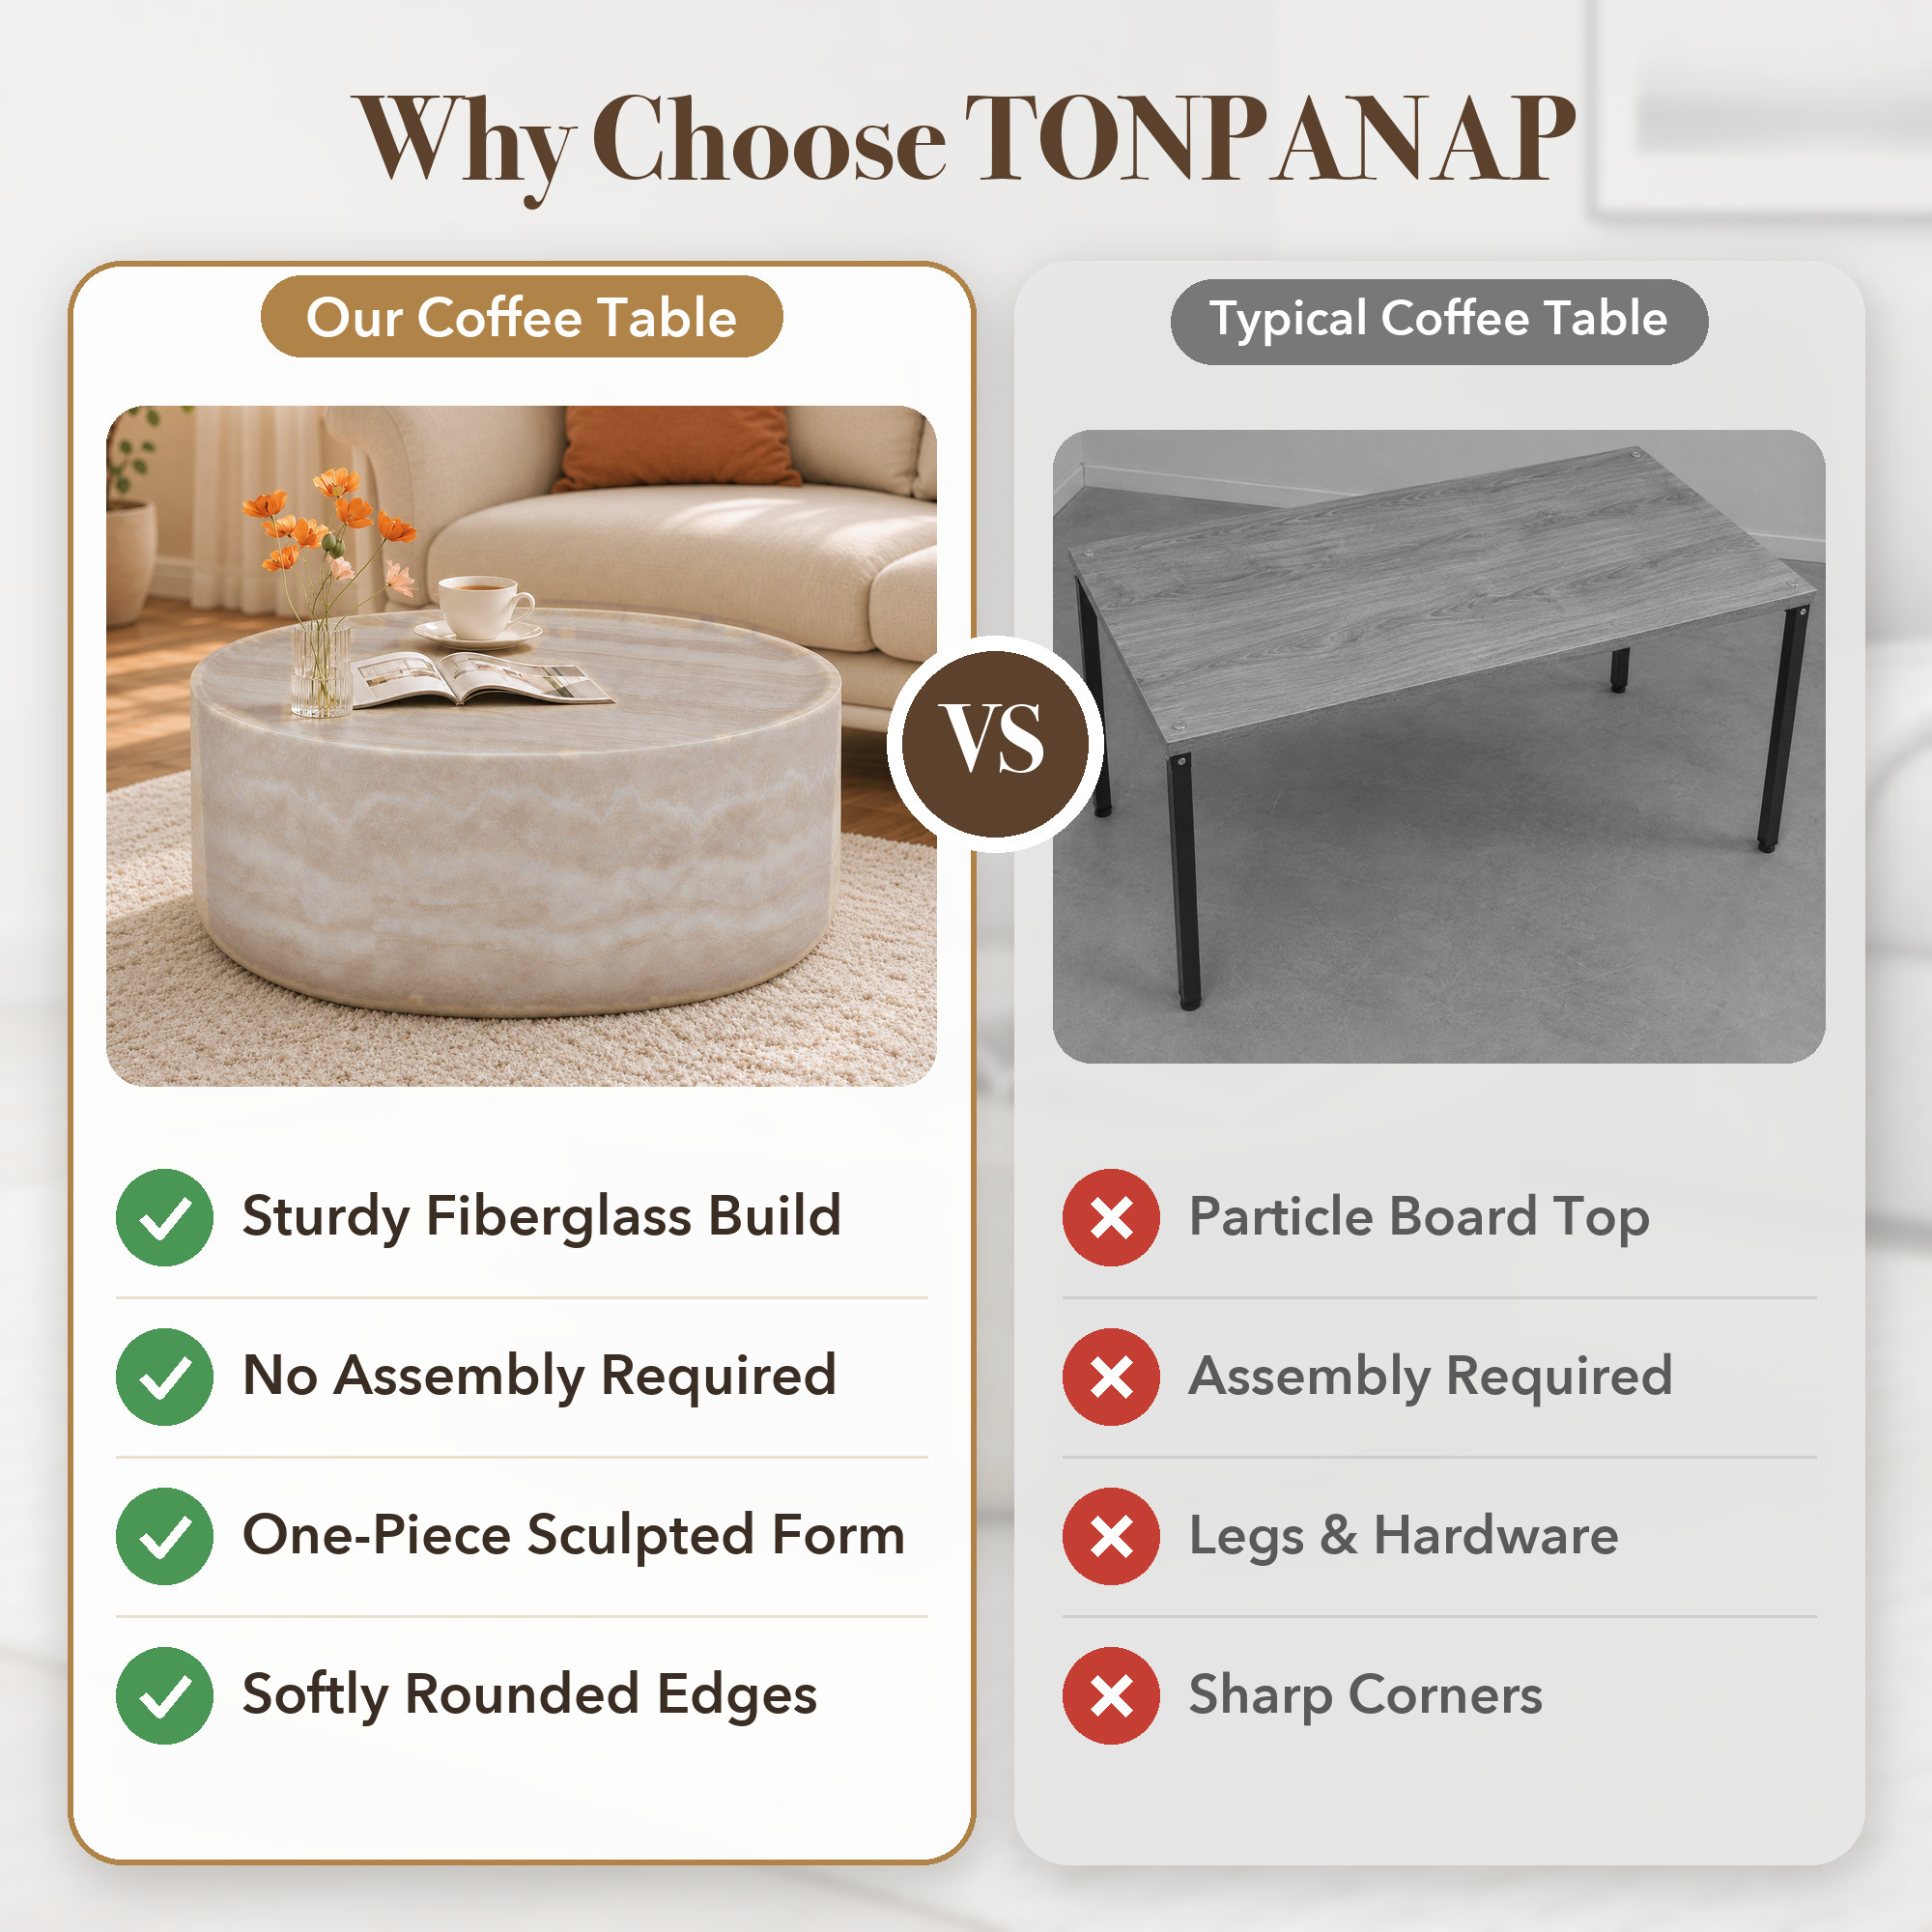 Why Choose TONPANAP
Our Coffee Table
Typical Coffee Table
VS
Sturdy Fiberglass Build
No Assembly Required
One-Piece Sculpted Form
Softly Rounded Edges
Particle Board Top
Assembly Required
Legs & Hardware
Sharp Corners